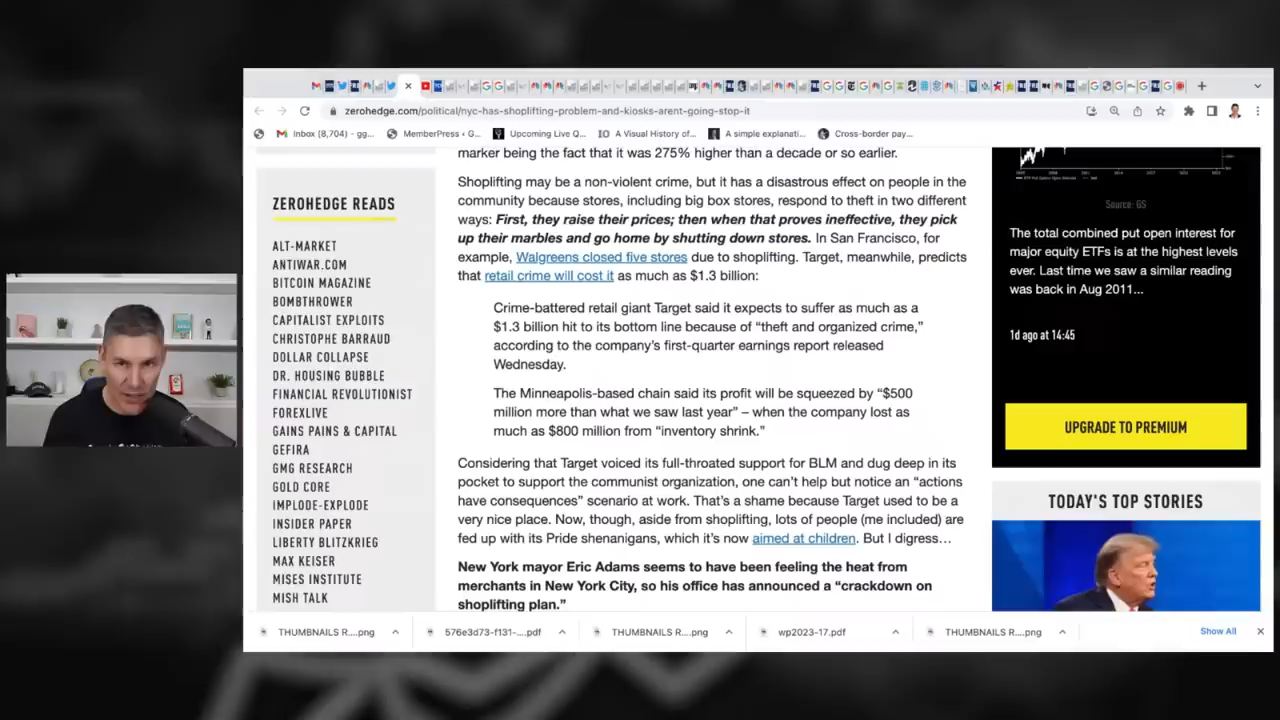 zerohedge.com/political/nyc-has-shoplifting-problem-and-kiosks-arent-going-stop-it
Inbox (8,704) - gg...
MemberPress ‹ G...
Upcoming Live Q...
A Visual History of...
A simple explanati...
Cross-border pay...
ZEROHEDGE READS
ALT-MARKET
ANTIWAR.COM
BITCOIN MAGAZINE
BOMBTHROWER
CAPITALIST EXPLOITS
CHRISTOPHE BARRAUD
DOLLAR COLLAPSE
DR. HOUSING BUBBLE
FINANCIAL REVOLUTIONIST
FOREXLIVE
GAINS PAINS & CAPITAL
GEFIRA
GMG RESEARCH
GOLD CORE
IMPLODE-EXPLODE
INSIDER PAPER
LIBERTY BLITZKRIEG
MAX KEISER
MISES INSTITUTE
MISH TALK
marker being the fact that it was 275% higher than a decade or so earlier.
Shoplifting may be a non-violent crime, but it has a disastrous effect on people in the
community because stores, including big box stores, respond to theft in two different
ways: First, they raise their prices; then when that proves ineffective, they pick
up their marbles and go home by shutting down stores. In San Francisco, for
example, Walgreens closed five stores due to shoplifting. Target, meanwhile, predicts
that retail crime will cost it as much as $1.3 billion:
Crime-battered retail giant Target said it expects to suffer as much as a
$1.3 billion hit to its bottom line because of “theft and organized crime,”
according to the company’s first-quarter earnings report released
Wednesday.
The Minneapolis-based chain said its profit will be squeezed by “$500
million more than what we saw last year” – when the company lost as
much as $800 million from “inventory shrink.”
Considering that Target voiced its full-throated support for BLM and dug deep in its
pocket to support the communist organization, one can’t help but notice an “actions
have consequences” scenario at work. That’s a shame because Target used to be a
very nice place. Now, though, aside from shoplifting, lots of people (me included) are
fed up with its Pride shenanigans, which it’s now aimed at children. But I digress…
New York mayor Eric Adams seems to have been feeling the heat from
merchants in New York City, so his office has announced a “crackdown on
shoplifting plan.”
Source: GS
The total combined put open interest for
major equity ETFs is at the highest levels
ever. Last time we saw a similar reading
was back in Aug 2011...
1d ago at 14:45
UPGRADE TO PREMIUM
TODAY'S TOP STORIES
THUMBNAILS R....png
576e3d73-f131-....pdf
THUMBNAILS R....png
wp2023-17.pdf
THUMBNAILS R....png
Show All